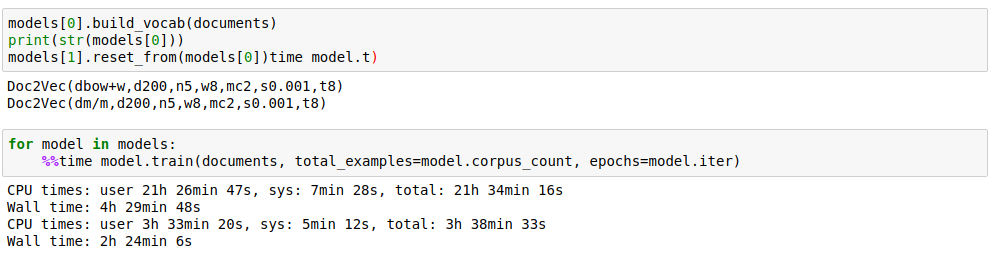 models[0].build_vocab(documents)
print(str(models[0]))
models[1].reset_from(models[0])time model.t)
Doc2Vec(dbow+w,d200,n5,w8,mc2,s0.001,t8)
Doc2Vec(dm/m,d200,n5,w8,mc2,s0.001,t8)
for model in models:
    %%time model.train(documents, total_examples=model.corpus_count, epochs=model.iter)
CPU times: user 21h 26min 47s, sys: 7min 28s, total: 21h 34min 16s
Wall time: 4h 29min 48s
CPU times: user 3h 33min 20s, sys: 5min 12s, total: 3h 38min 33s
Wall time: 2h 24min 6s